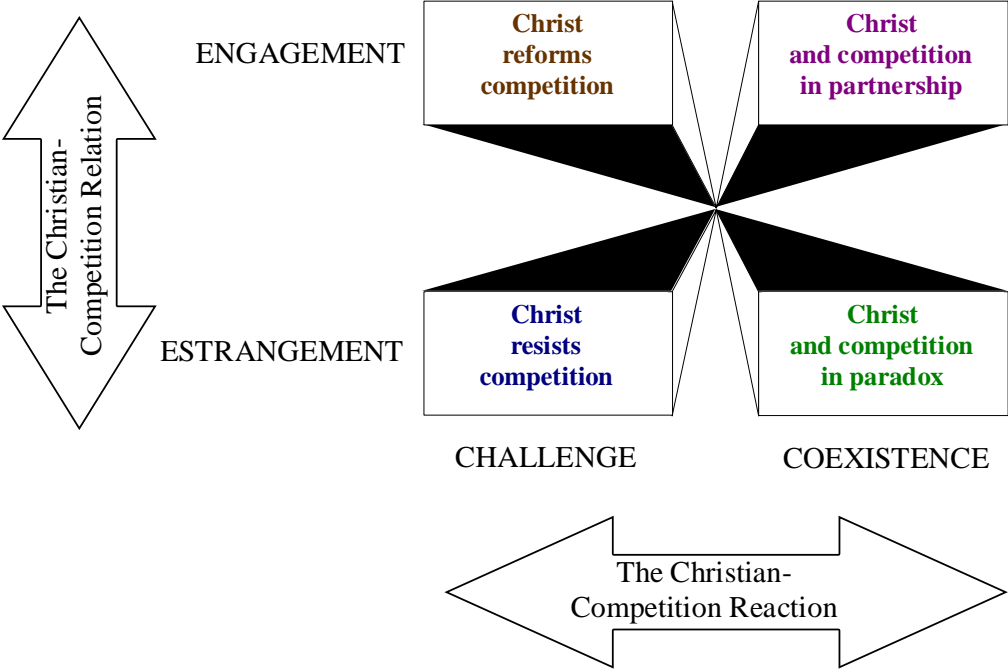 ENGAGEMENT
Christ
reforms
competition
Christ
and competition
in partnership
The Christian-
Competition Relation
ESTRANGEMENT
Christ
resists
competition
Christ
and competition
in paradox
CHALLENGE
COEXISTENCE
The Christian-
Competition Reaction